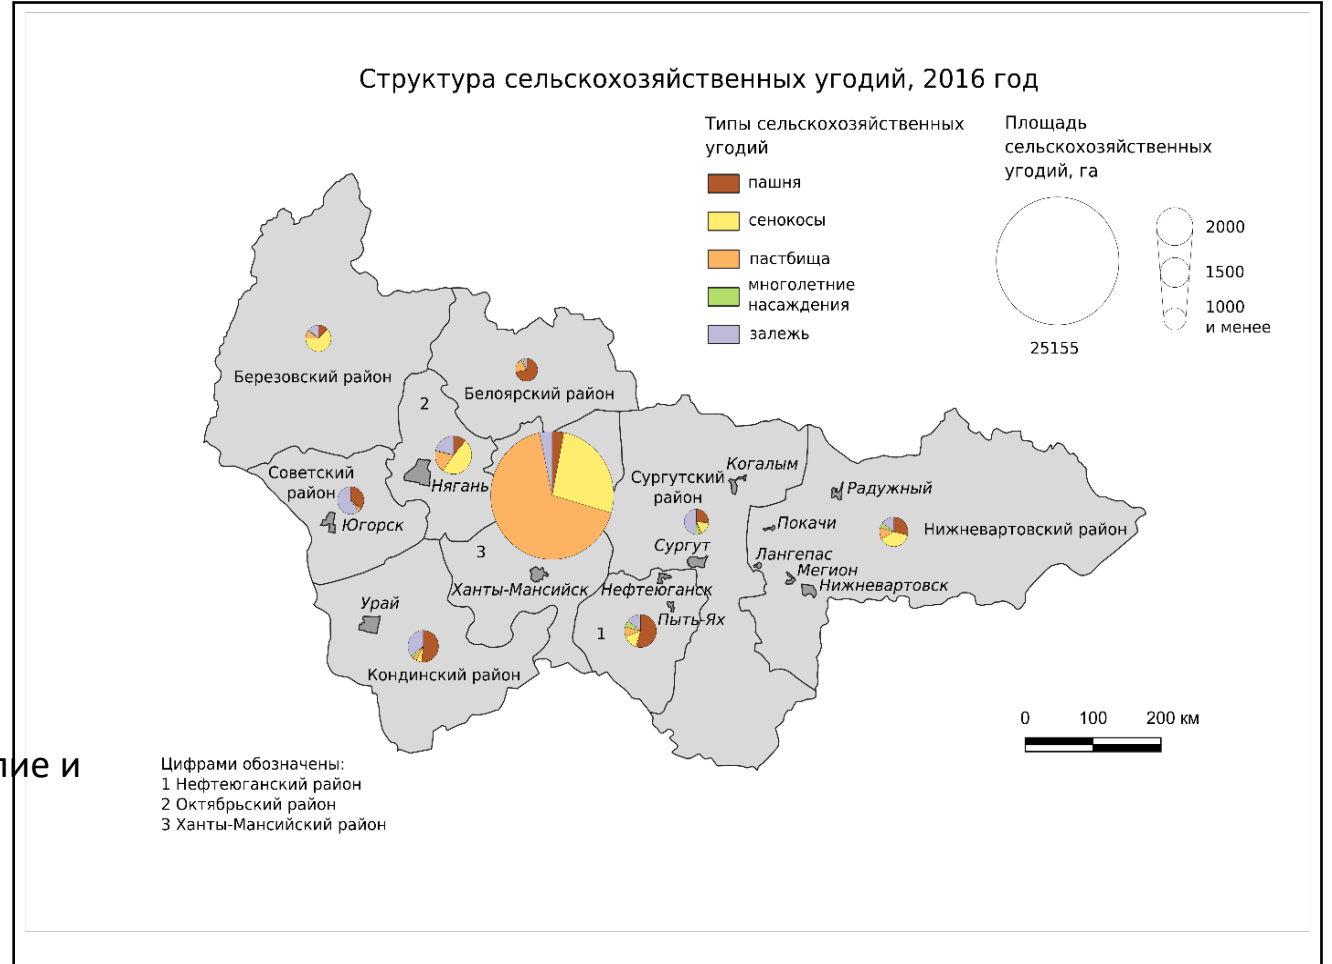 Структура сельскохозяйственных угодий, 2016 год
Типы сельскохозяйственных
угодий
пашня
сенокосы
пастбища
многолетние
насаждения
залежь
Площадь
сельскохозяйственных
угодий, га
25155
2000
1500
1000
и менее
Березовский район
Белоярский район
2
Советский
район
Югорск
Нягань
Сургутский
район
Когалым
Радужный
Покачи
Нижневартовский район
Сургут
Лангепас
Мегион
Нижневартовск
3
Ханты-Мансийск
Нефтеюганск
Пыть-Ях
Урай
1
Кондинский район
0 100 200 км
ие и
Цифрами обозначены:
1 Нефтеюганский район
2 Октябрьский район
3 Ханты-Мансийский район